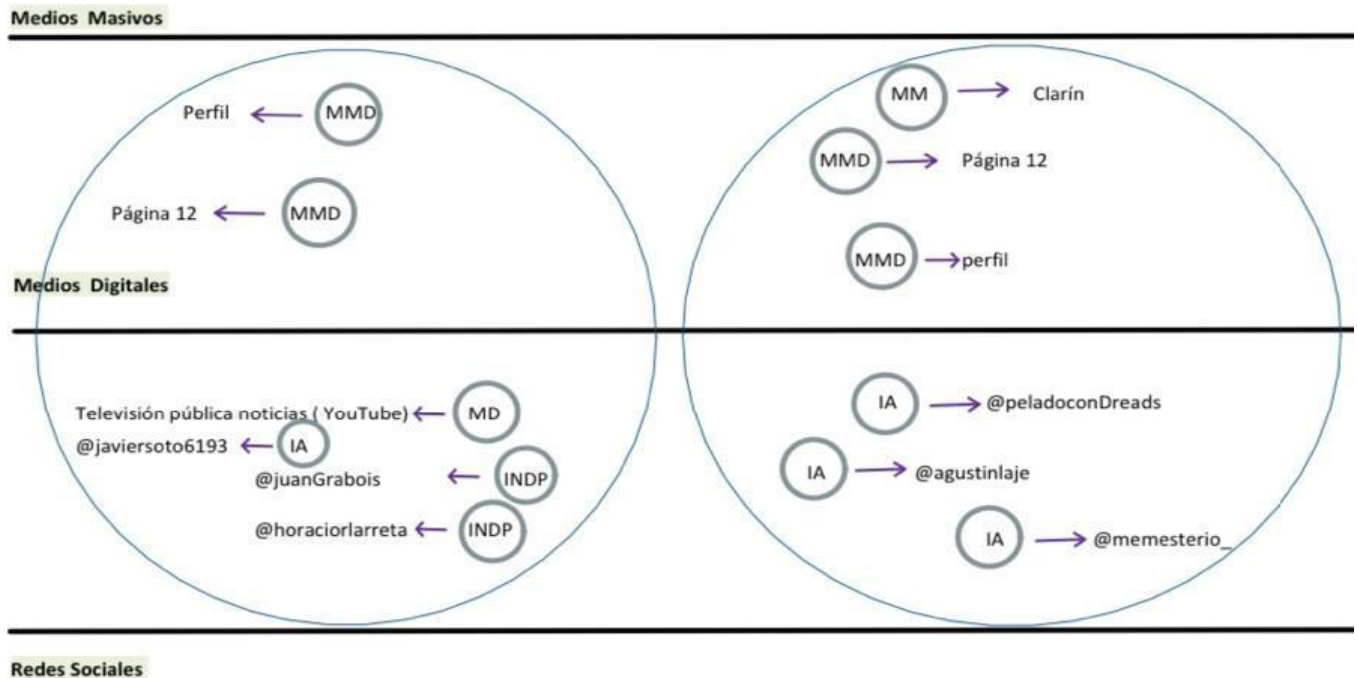 Medios Masivos
Perfil
MMD
Página 12
MMD
MM
Clarín
MMD
Página 12
MMD
perfil
Medios Digitales
Televisión pública noticias ( YouTube)
MD
@javiersoto6193
IA
@juanGrabois
INDP
@horaciorlarreta
INDP
IA
@peladoconDreads
IA
@agustinlaje
IA
@memesterio_
Redes Sociales